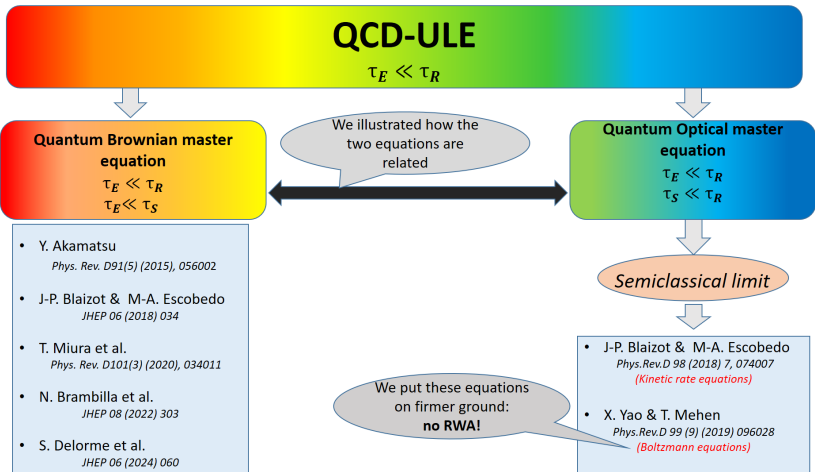 QCD-ULE
τ_E ≪ τ_R
Quantum Brownian master
equation
τ_E ≪ τ_R
τ_E ≪ τ_S
We illustrated how the
two equations are
related
Quantum Optical master
equation
τ_E ≪ τ_R
τ_S ≪ τ_R
Semiclassical limit
• Y. Akamatsu
Phys. Rev. D91(5) (2015), 056002
• J-P. Blaizot & M-A. Escobedo
JHEP 06 (2018) 034
• T. Miura et al.
Phys. Rev. D101(3) (2020), 034011
• N. Brambilla et al.
JHEP 08 (2022) 303
• S. Delorme et al.
JHEP 06 (2024) 060
We put these equations
on firmer ground:
no RWA!
• J-P. Blaizot & M-A. Escobedo
Phys.Rev.D 98 (2018) 7, 074007
(Kinetic rate equations)
• X. Yao & T. Mehen
Phys.Rev.D 99 (9) (2019) 096028
(Boltzmann equations)